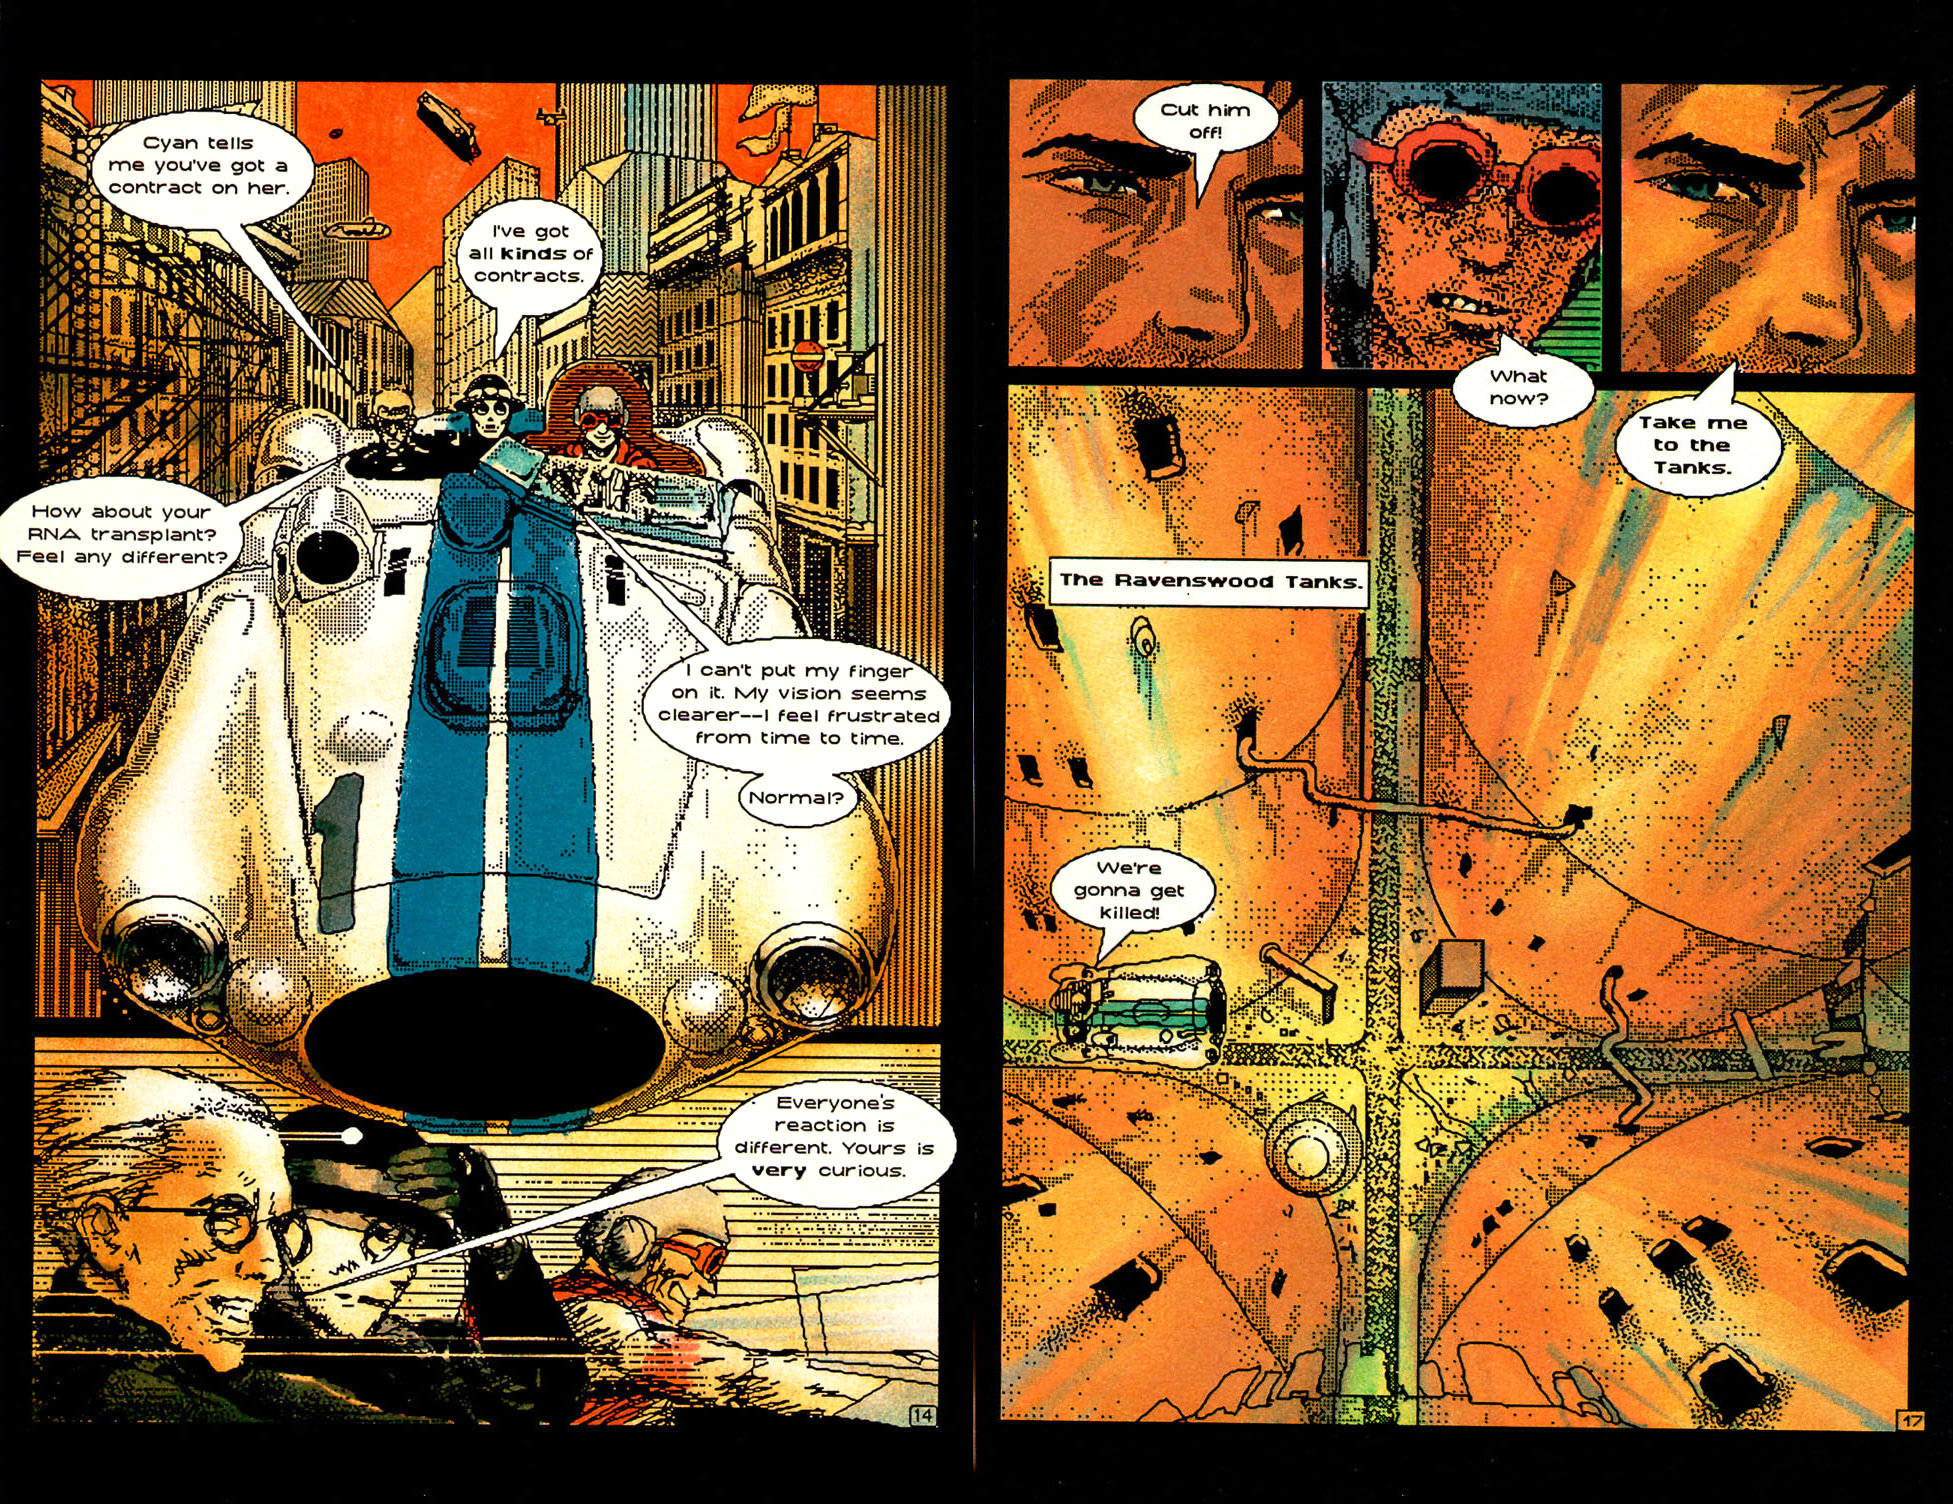 Cyan tells
me you've got a
contract on her.
I've got
all kinds of
contracts.
How about your
RNA transplant?
Feel any different?
I can't put my finger
on it. My vision seems
clearer--I feel frustrated
from time to time.
Normal?
1
Everyone's
reaction is
different. Yours is
very curious.
14
Cut him
off!
What
now?
Take me
to the
Tanks.
The Ravenswood Tanks.
We're
gonna get
killed!
17